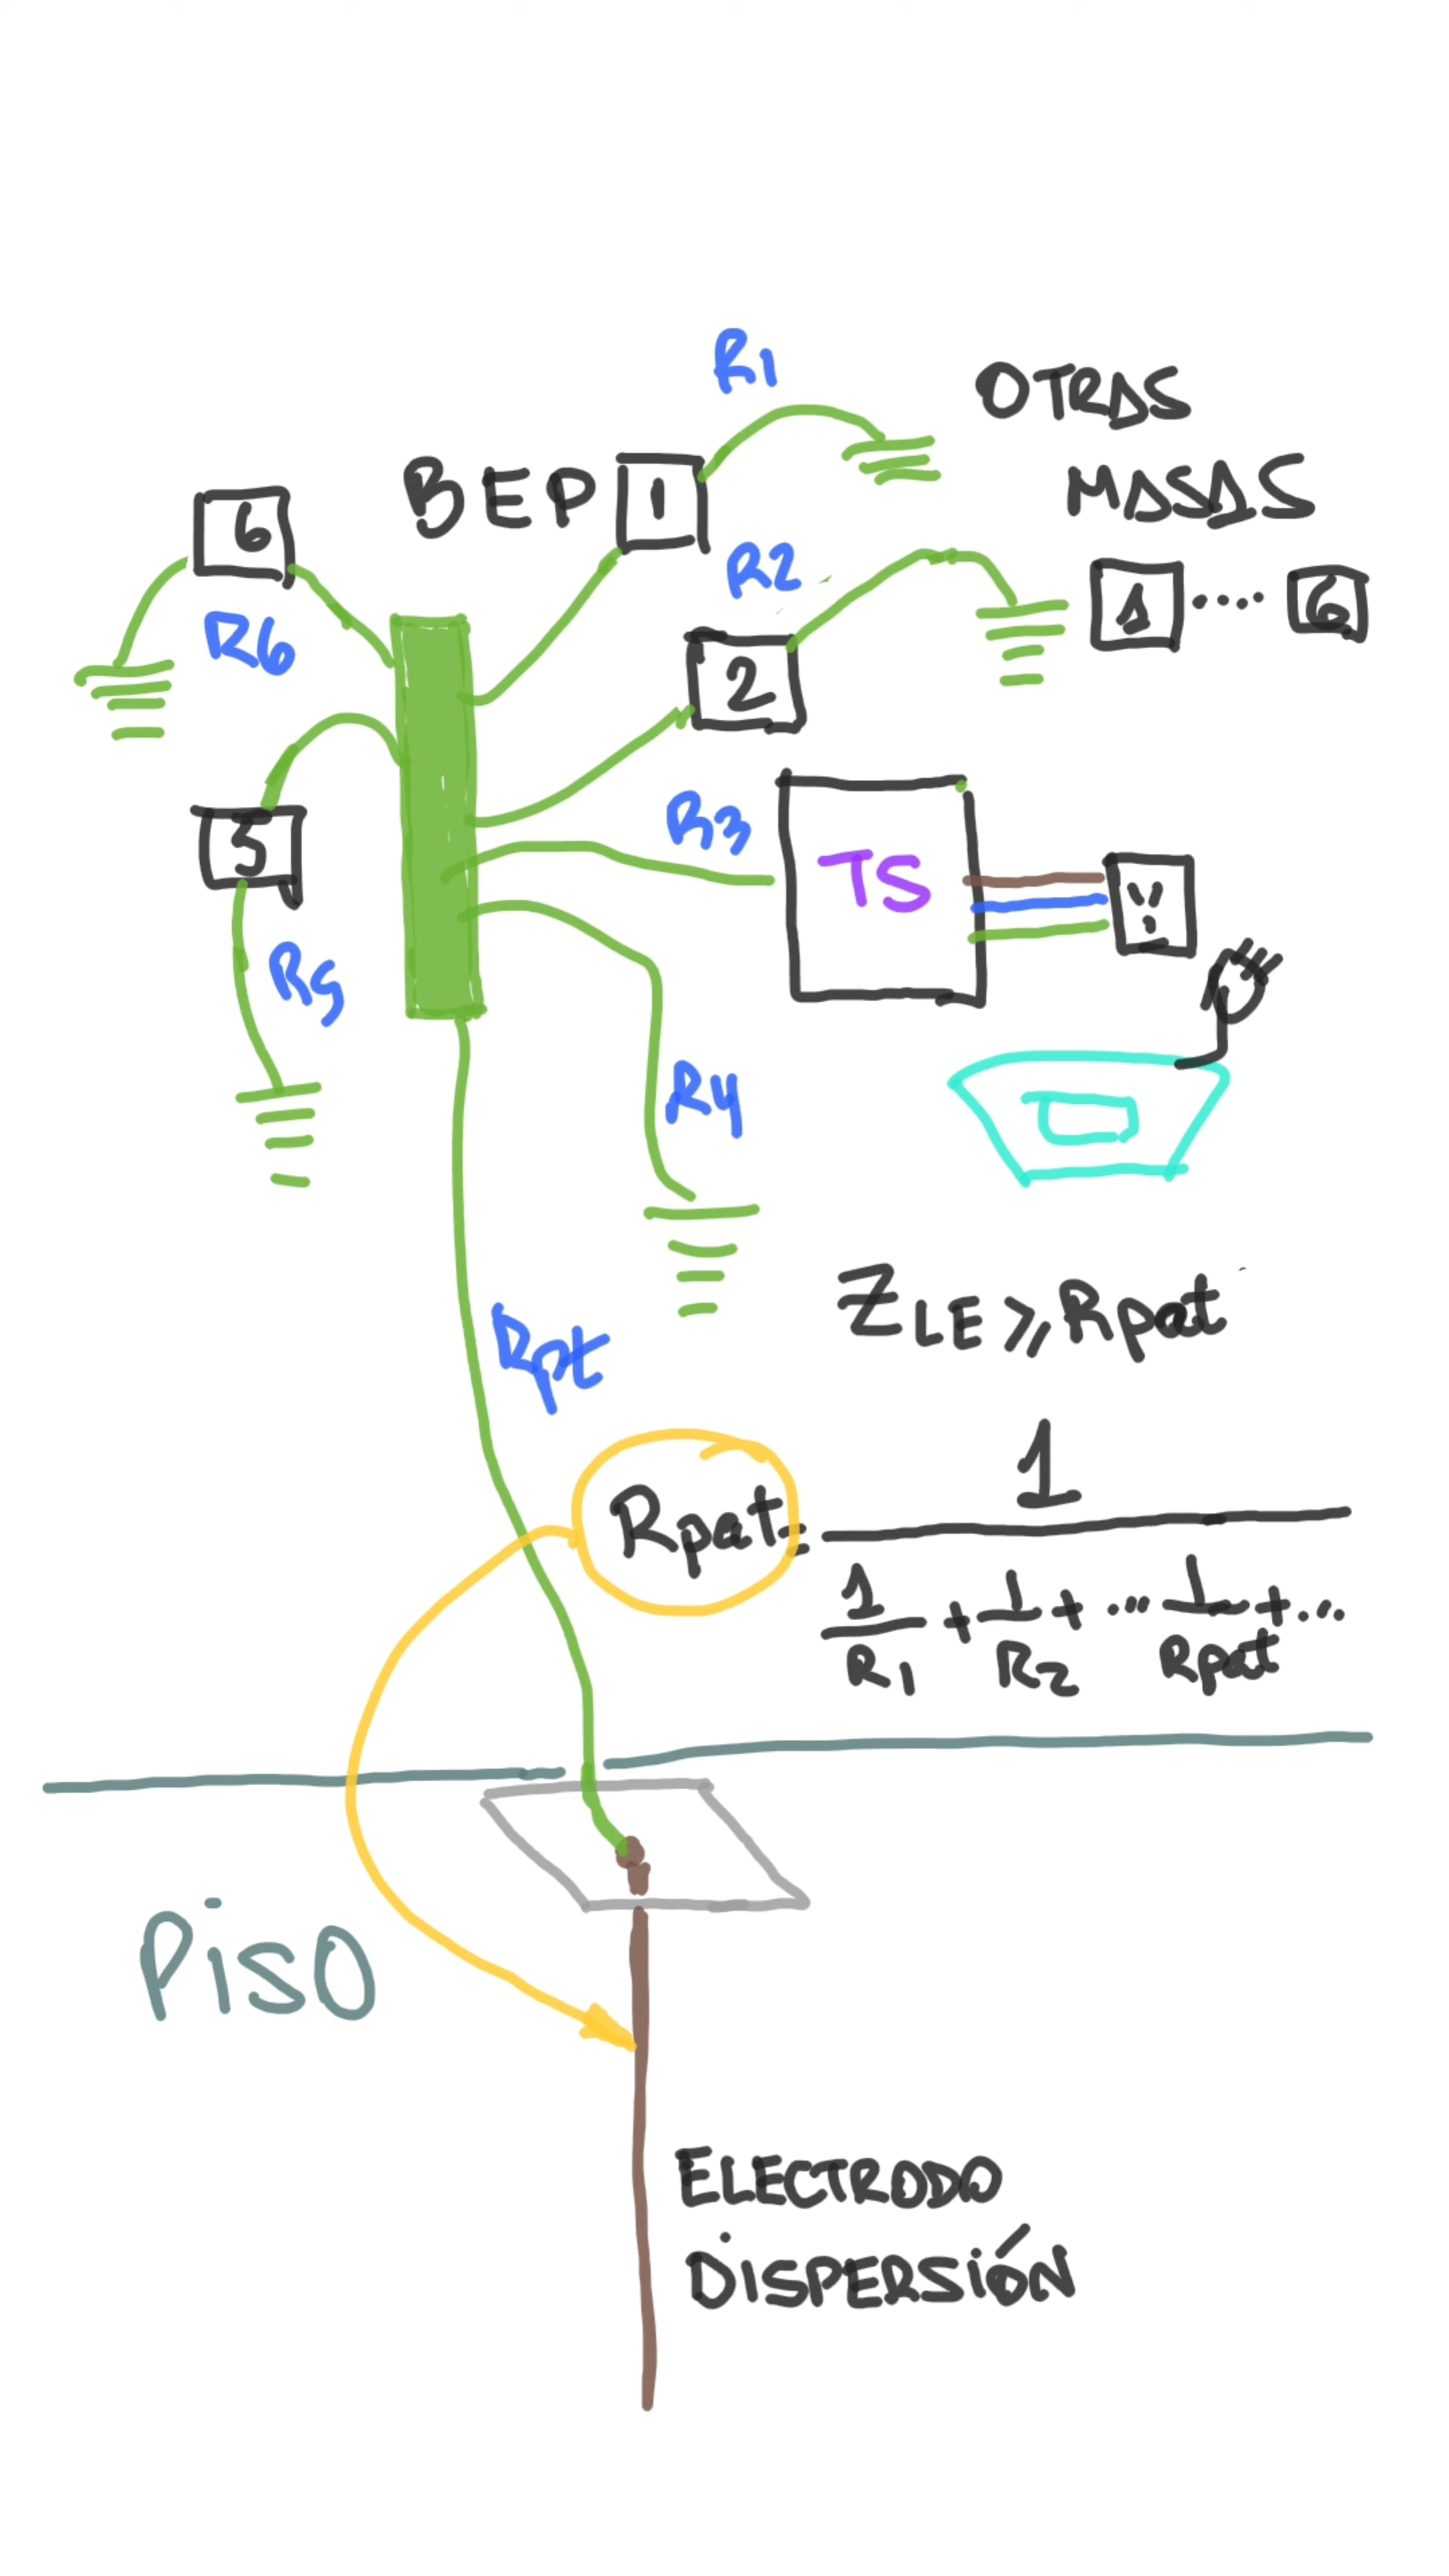 R1
OTRAS
MASAS
1 .... 6
BEP
1
6
R2
R6
2
R3
TS
5
R5
R4
ZLE ⩾ Rpat
Rpt
Rpat = 1 / (1/R1 + 1/R2 + ... 1/Rpat + ...)
PisO
ELECTRODO
DiSPERSiÓN